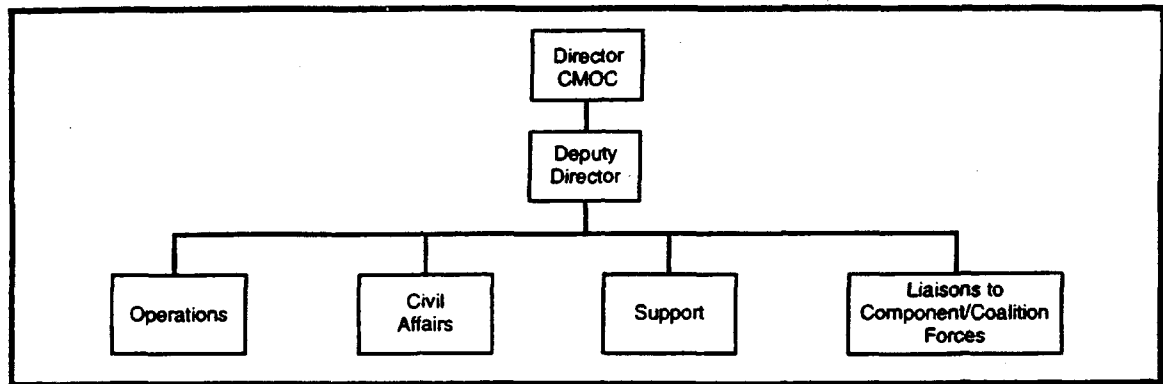 Director
CMOC
Deputy
Director
Operations
Civil
Affairs
Support
Liaisons to
Component/Coalition
Forces